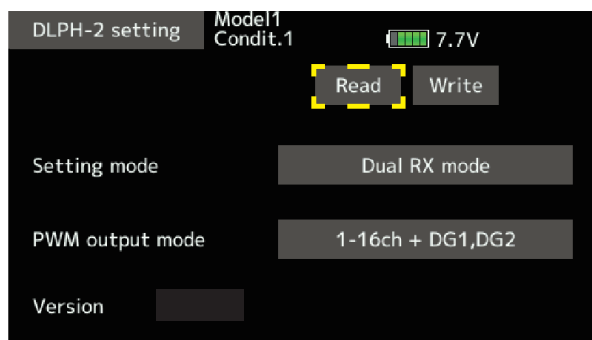 DLPH-2 setting
Model1
Condit.1
7.7V
Read
Write
Setting mode
Dual RX mode
PWM output mode
1-16ch + DG1,DG2
Version